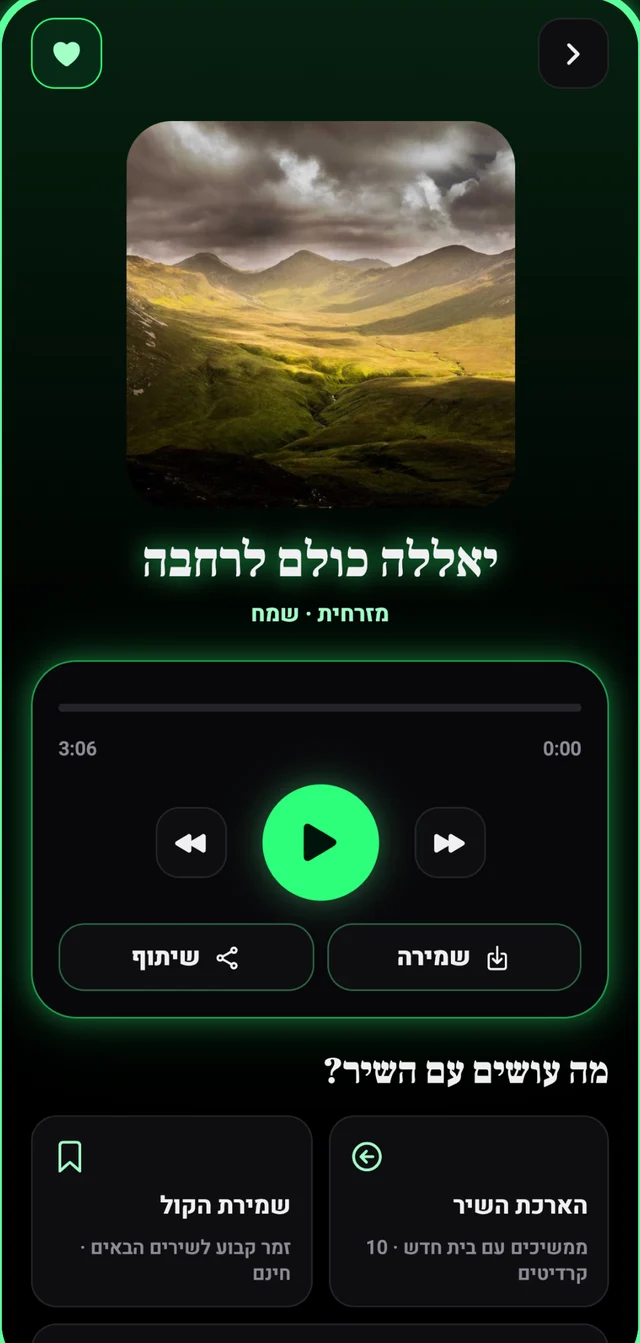 יאללה כולם לרחבה
מזרחית · שמח
0:00
3:06
שמירה
שיתוף
מה עושים עם השיר?
הארכת השיר
ממשיכים עם בית חדש · 10
קרדיטים
שמירת הקול
זמר קבוע לשירים הבאים ·
חינם